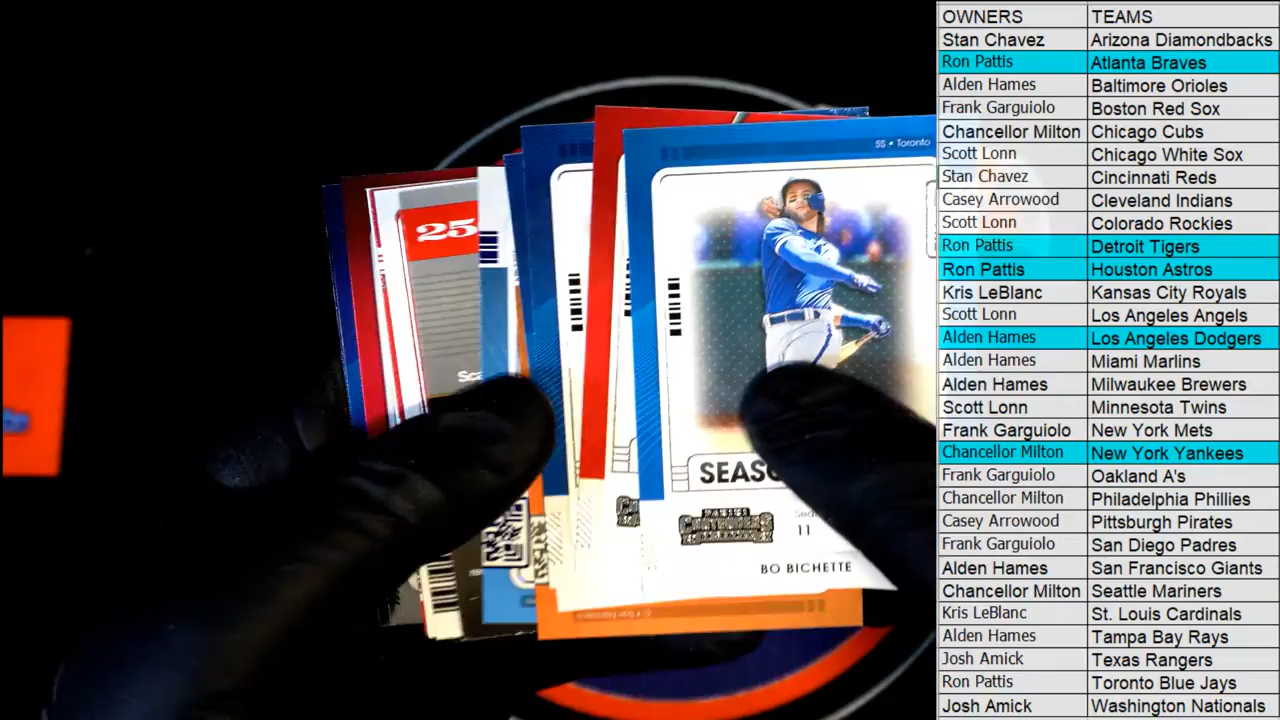 OWNERS TEAMS
Stan Chavez Arizona Diamondbacks
Ron Pattis Atlanta Braves
Alden Hames Baltimore Orioles
Frank Garguiolo Boston Red Sox
Chancellor Milton Chicago Cubs
Scott Lonn Chicago White Sox
Stan Chavez Cincinnati Reds
Casey Arrowood Cleveland Indians
Scott Lonn Colorado Rockies
Ron Pattis Detroit Tigers
Ron Pattis Houston Astros
Kris LeBlanc Kansas City Royals
Scott Lonn Los Angeles Angels
Alden Hames Los Angeles Dodgers
Alden Hames Miami Marlins
Alden Hames Milwaukee Brewers
Scott Lonn Minnesota Twins
Frank Garguiolo New York Mets
Chancellor Milton New York Yankees
Frank Garguiolo Oakland A's
Chancellor Milton Philadelphia Phillies
Casey Arrowood Pittsburgh Pirates
Frank Garguiolo San Diego Padres
Alden Hames San Francisco Giants
Chancellor Milton Seattle Mariners
Kris LeBlanc St. Louis Cardinals
Alden Hames Tampa Bay Rays
Josh Amick Texas Rangers
Ron Pattis Toronto Blue Jays
Josh Amick Washington Nationals
• Toronto
25
SEASO
PANINI
CONTENDERS
11
BO BICHETTE
San Francisco